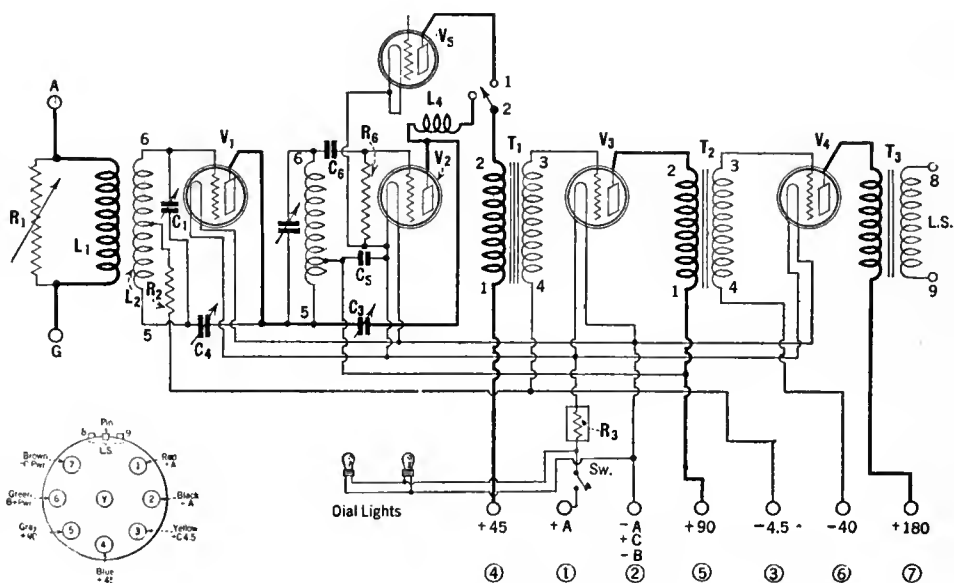 A
R1
L1
G
6
V1
C1
L2
R2
5
C4
6
C6
R6
V2
C5
5
C3
V5
L4
1
2
2
T1
3
1
4
V3
2
T2
3
1
4
V4
T3
8
L.S.
9
R3
Sw.
Dial Lights
+45
+A
-A
+C
-B
+90
-4.5
-40
+180
④
①
②
⑤
③
⑥
⑦
Pin
8 9
L.S.
Brown
Pwr
7
1
Red
+A
Green
B+Pwr
6
Y
2
Black
- A
Gray
5
3
Yellow
+C4.5
4
Blue